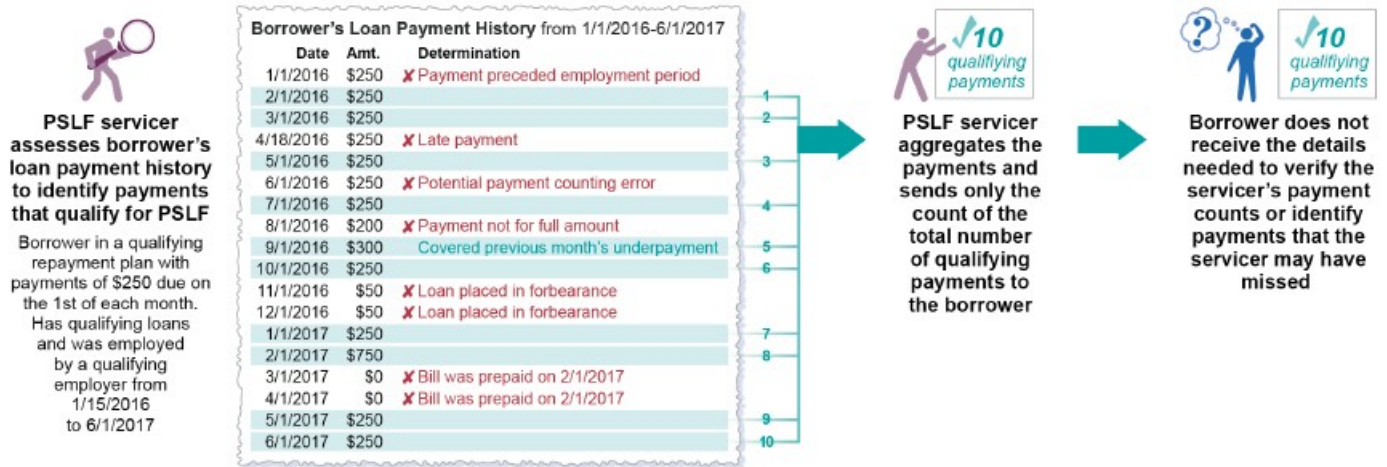 PSLF servicer
assesses borrower's
loan payment history
to identify payments
that qualify for PSLF
Borrower in a qualifying
repayment plan with
payments of $250 due on
the 1st of each month.
Has qualifying loans
and was employed
by a qualifying
employer from
1/15/2016
to 6/1/2017
Borrower's Loan Payment History from 1/1/2016-6/1/2017
Date Amt. Determination
1/1/2016 $250 ✘ Payment preceded employment period
2/1/2016 $250 1
3/1/2016 $250 2
4/18/2016 $250 ✘ Late payment
5/1/2016 $250 3
6/1/2016 $250 ✘ Potential payment counting error
7/1/2016 $250 4
8/1/2016 $200 ✘ Payment not for full amount
9/1/2016 $300 Covered previous month's underpayment 5
10/1/2016 $250 6
11/1/2016 $50 ✘ Loan placed in forbearance
12/1/2016 $50 ✘ Loan placed in forbearance
1/1/2017 $250 7
2/1/2017 $750 8
3/1/2017 $0 ✘ Bill was prepaid on 2/1/2017
4/1/2017 $0 ✘ Bill was prepaid on 2/1/2017
5/1/2017 $250 9
6/1/2017 $250 10
✓10
qualifying
payments
PSLF servicer
aggregates the
payments and
sends only the
count of the
total number
of qualifying
payments to
the borrower
?
✓10
qualifying
payments
Borrower does not
receive the details
needed to verify the
servicer's payment
counts or identify
payments that the
servicer may have
missed